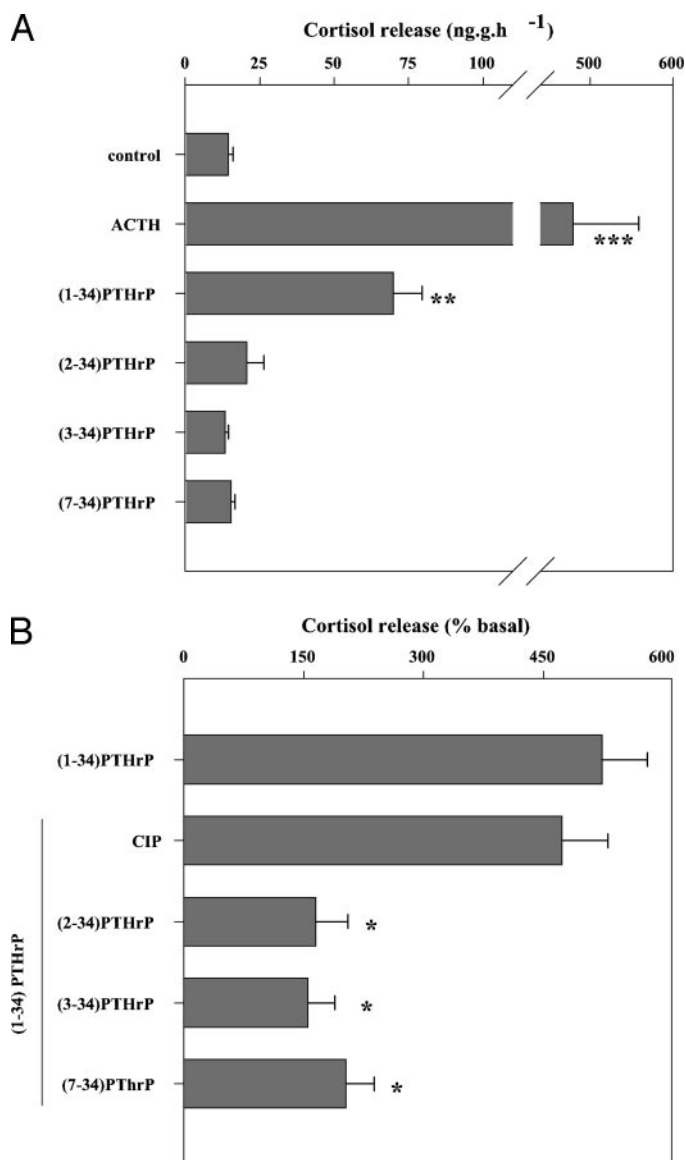 A
Cortisol release (ng.g.h -1)
0 25 50 75 100 500 600
control
ACTH
***
(1-34)PTHrP
**
(2-34)PTHrP
(3-34)PTHrP
(7-34)PTHrP
B
Cortisol release (% basal)
0 150 300 450 600
(1-34)PTHrP
CIP
(2-34)PTHrP
*
(3-34)PTHrP
*
(7-34)PThrP
*
(1-34) PTHrP